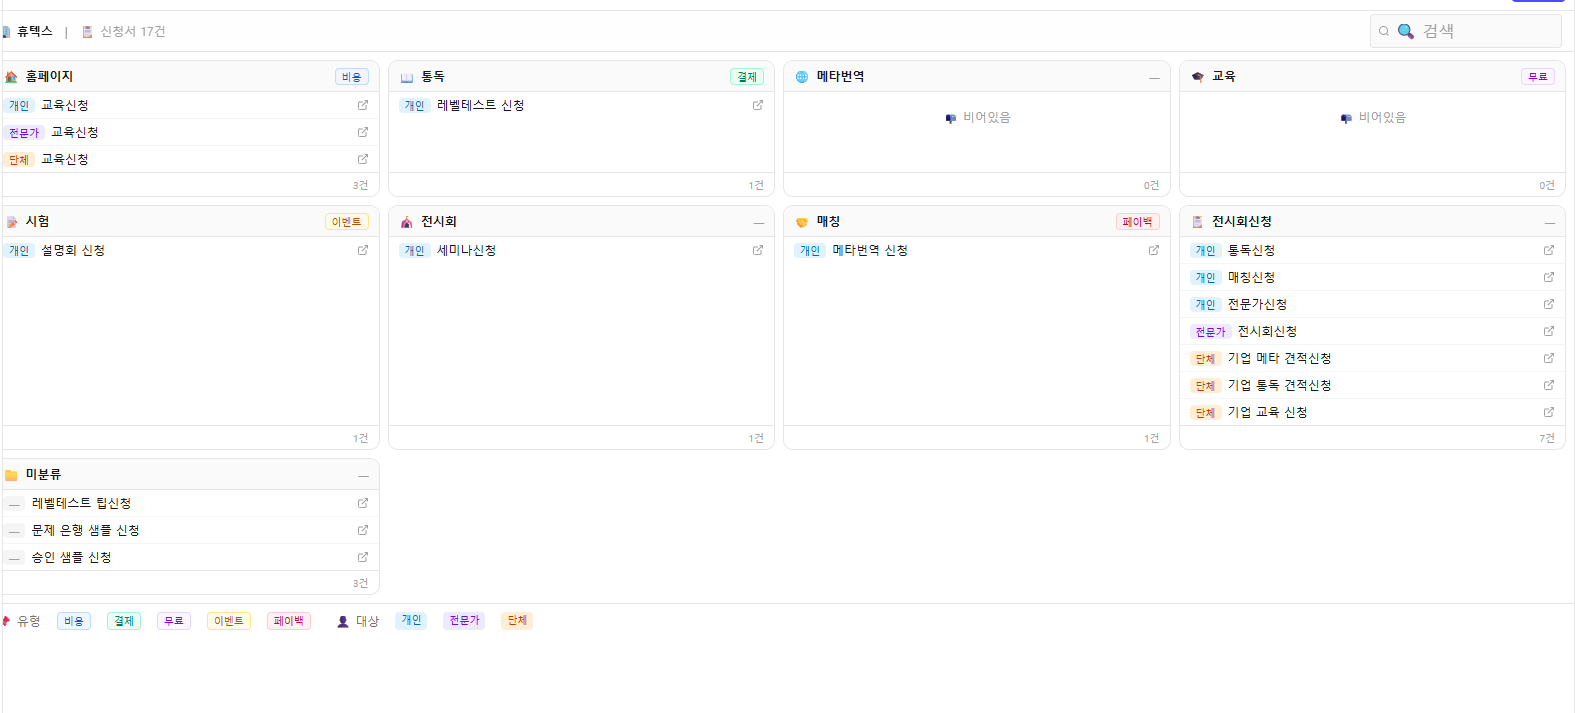 휴텍스 | 신청서 17건
검색
홈페이지 비용
개인 교육신청
전문가 교육신청
단체 교육신청
3건
통독 결제
개인 레벨테스트 신청
1건
메타번역 —
비어있음
0건
교육 무료
비어있음
0건
시험 이벤트
개인 설명회 신청
1건
전시회 —
개인 세미나신청
1건
매칭 페이백
개인 메타번역 신청
1건
전시회신청 —
개인 통독신청
개인 매칭신청
개인 전문가신청
전문가 전시회신청
단체 기업 메타 견적신청
단체 기업 통독 견적신청
단체 기업 교육 신청
7건
미분류 —
— 레벨테스트 팁신청
— 문제 은행 샘플 신청
— 승인 샘플 신청
3건
유형 비용 결제 무료 이벤트 페이백 대상 개인 전문가 단체